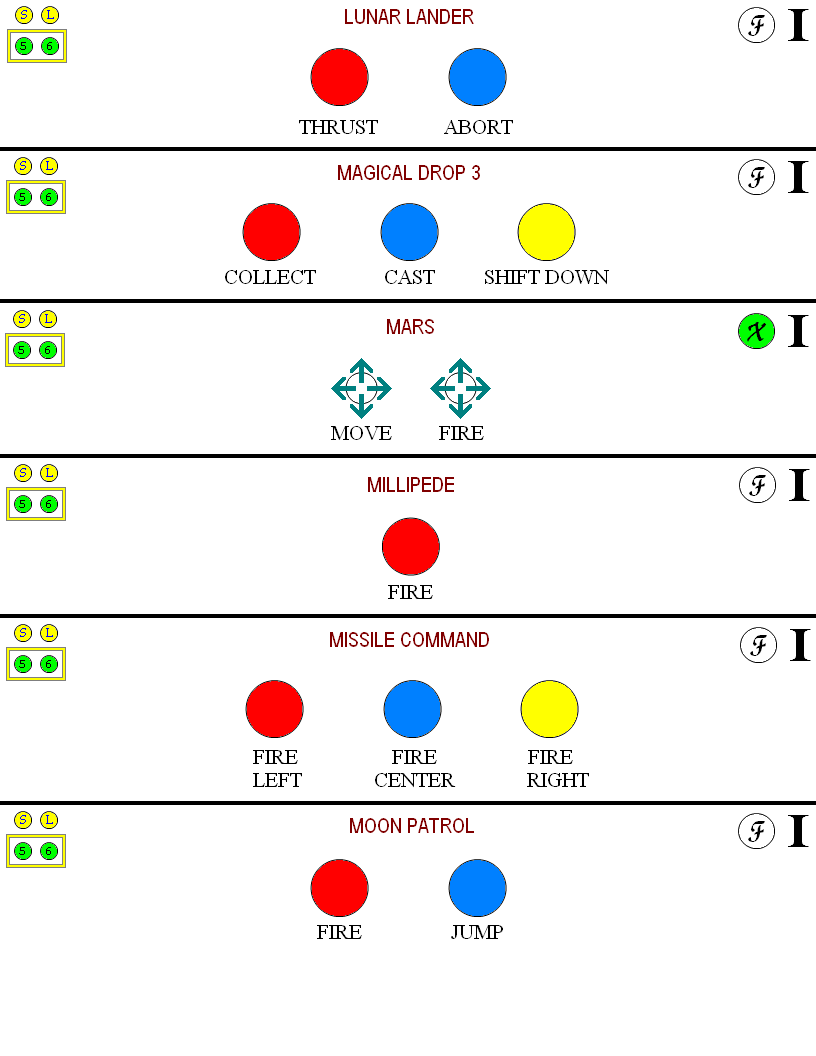 S L LUNAR LANDER ℱ I
5 6
THRUST ABORT
S L MAGICAL DROP 3 ℱ I
5 6
COLLECT CAST SHIFT DOWN
S L MARS 𝒳 I
5 6
MOVE FIRE
S L MILLIPEDE ℱ I
5 6
FIRE
S L MISSILE COMMAND ℱ I
5 6
FIRE FIRE FIRE
LEFT CENTER RIGHT
S L MOON PATROL ℱ I
5 6
FIRE JUMP